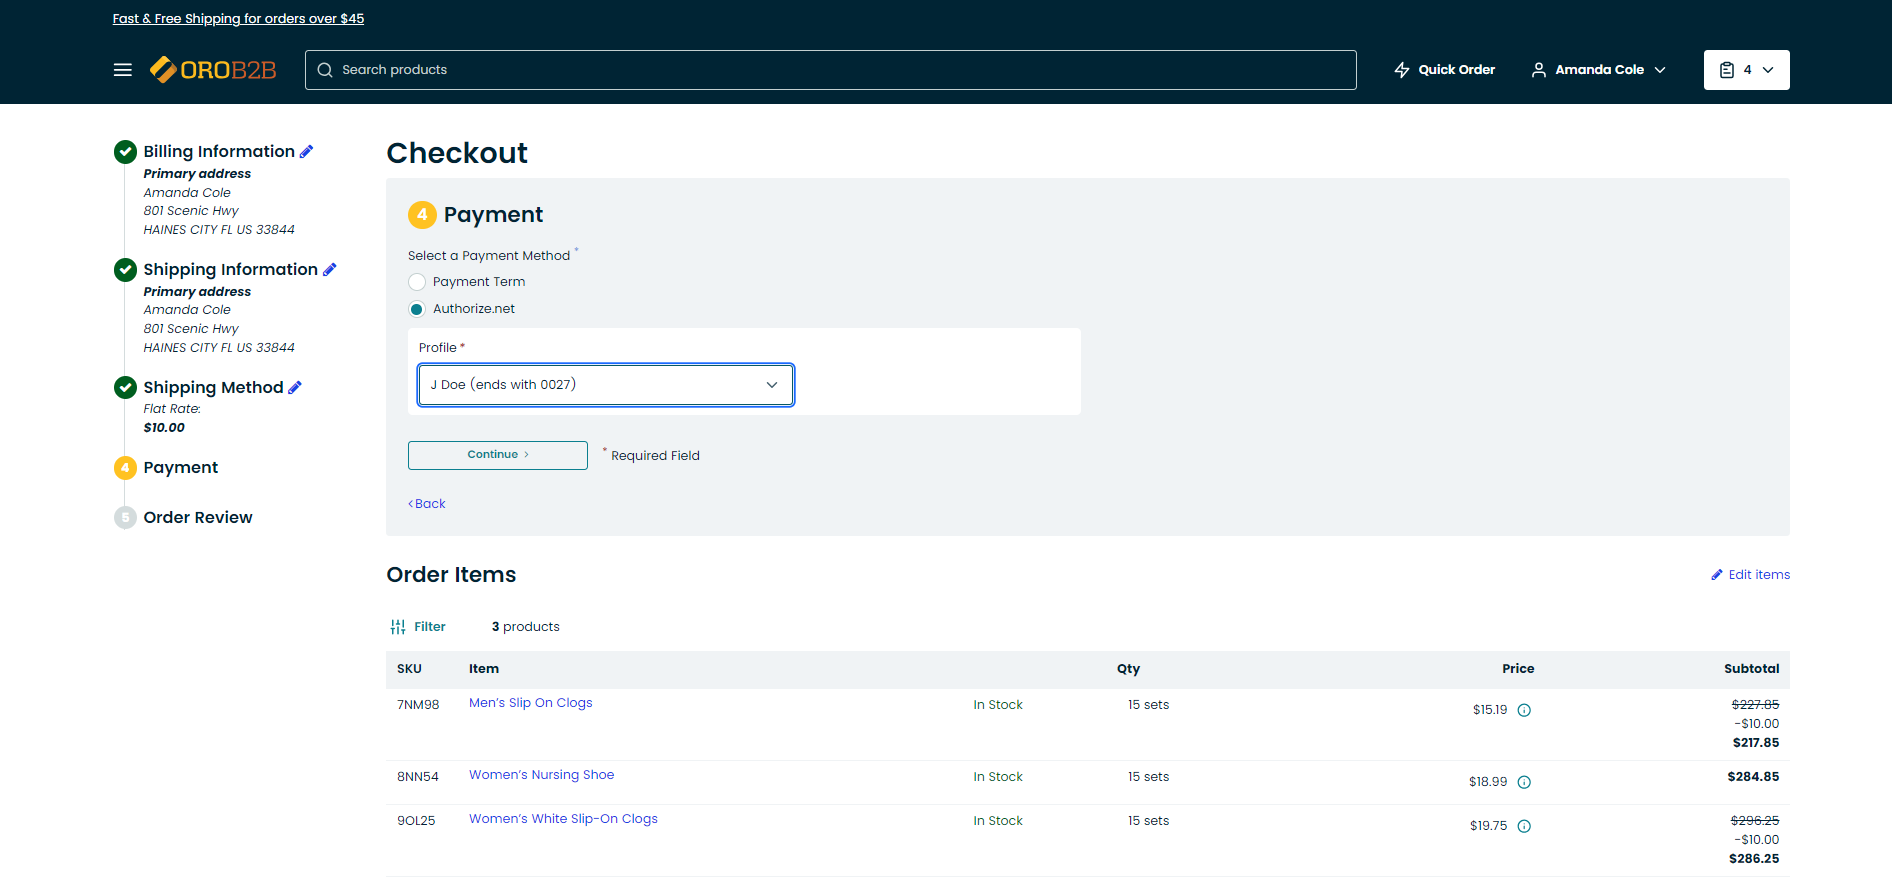 Fast & Free Shipping for orders over $45
OROB2B
Search products
Quick Order
Amanda Cole
4
Billing Information
Primary address
Amanda Cole
801 Scenic Hwy
HAINES CITY FL US 33844
Shipping Information
Primary address
Amanda Cole
801 Scenic Hwy
HAINES CITY FL US 33844
Shipping Method
Flat Rate:
$10.00
4 Payment
5 Order Review
Checkout
4 Payment
Select a Payment Method *
Payment Term
Authorize.net
Profile *
J Doe (ends with 0027)
Continue >
* Required Field
< Back
Order Items
Edit items
Filter
3 products
SKU Item Qty Price Subtotal
7NM98 Men’s Slip On Clogs In Stock 15 sets $15.19 $227.85
-$10.00
$217.85
8NN54 Women’s Nursing Shoe In Stock 15 sets $18.99 $284.85
9OL25 Women’s White Slip-On Clogs In Stock 15 sets $19.75 $296.25
-$10.00
$286.25